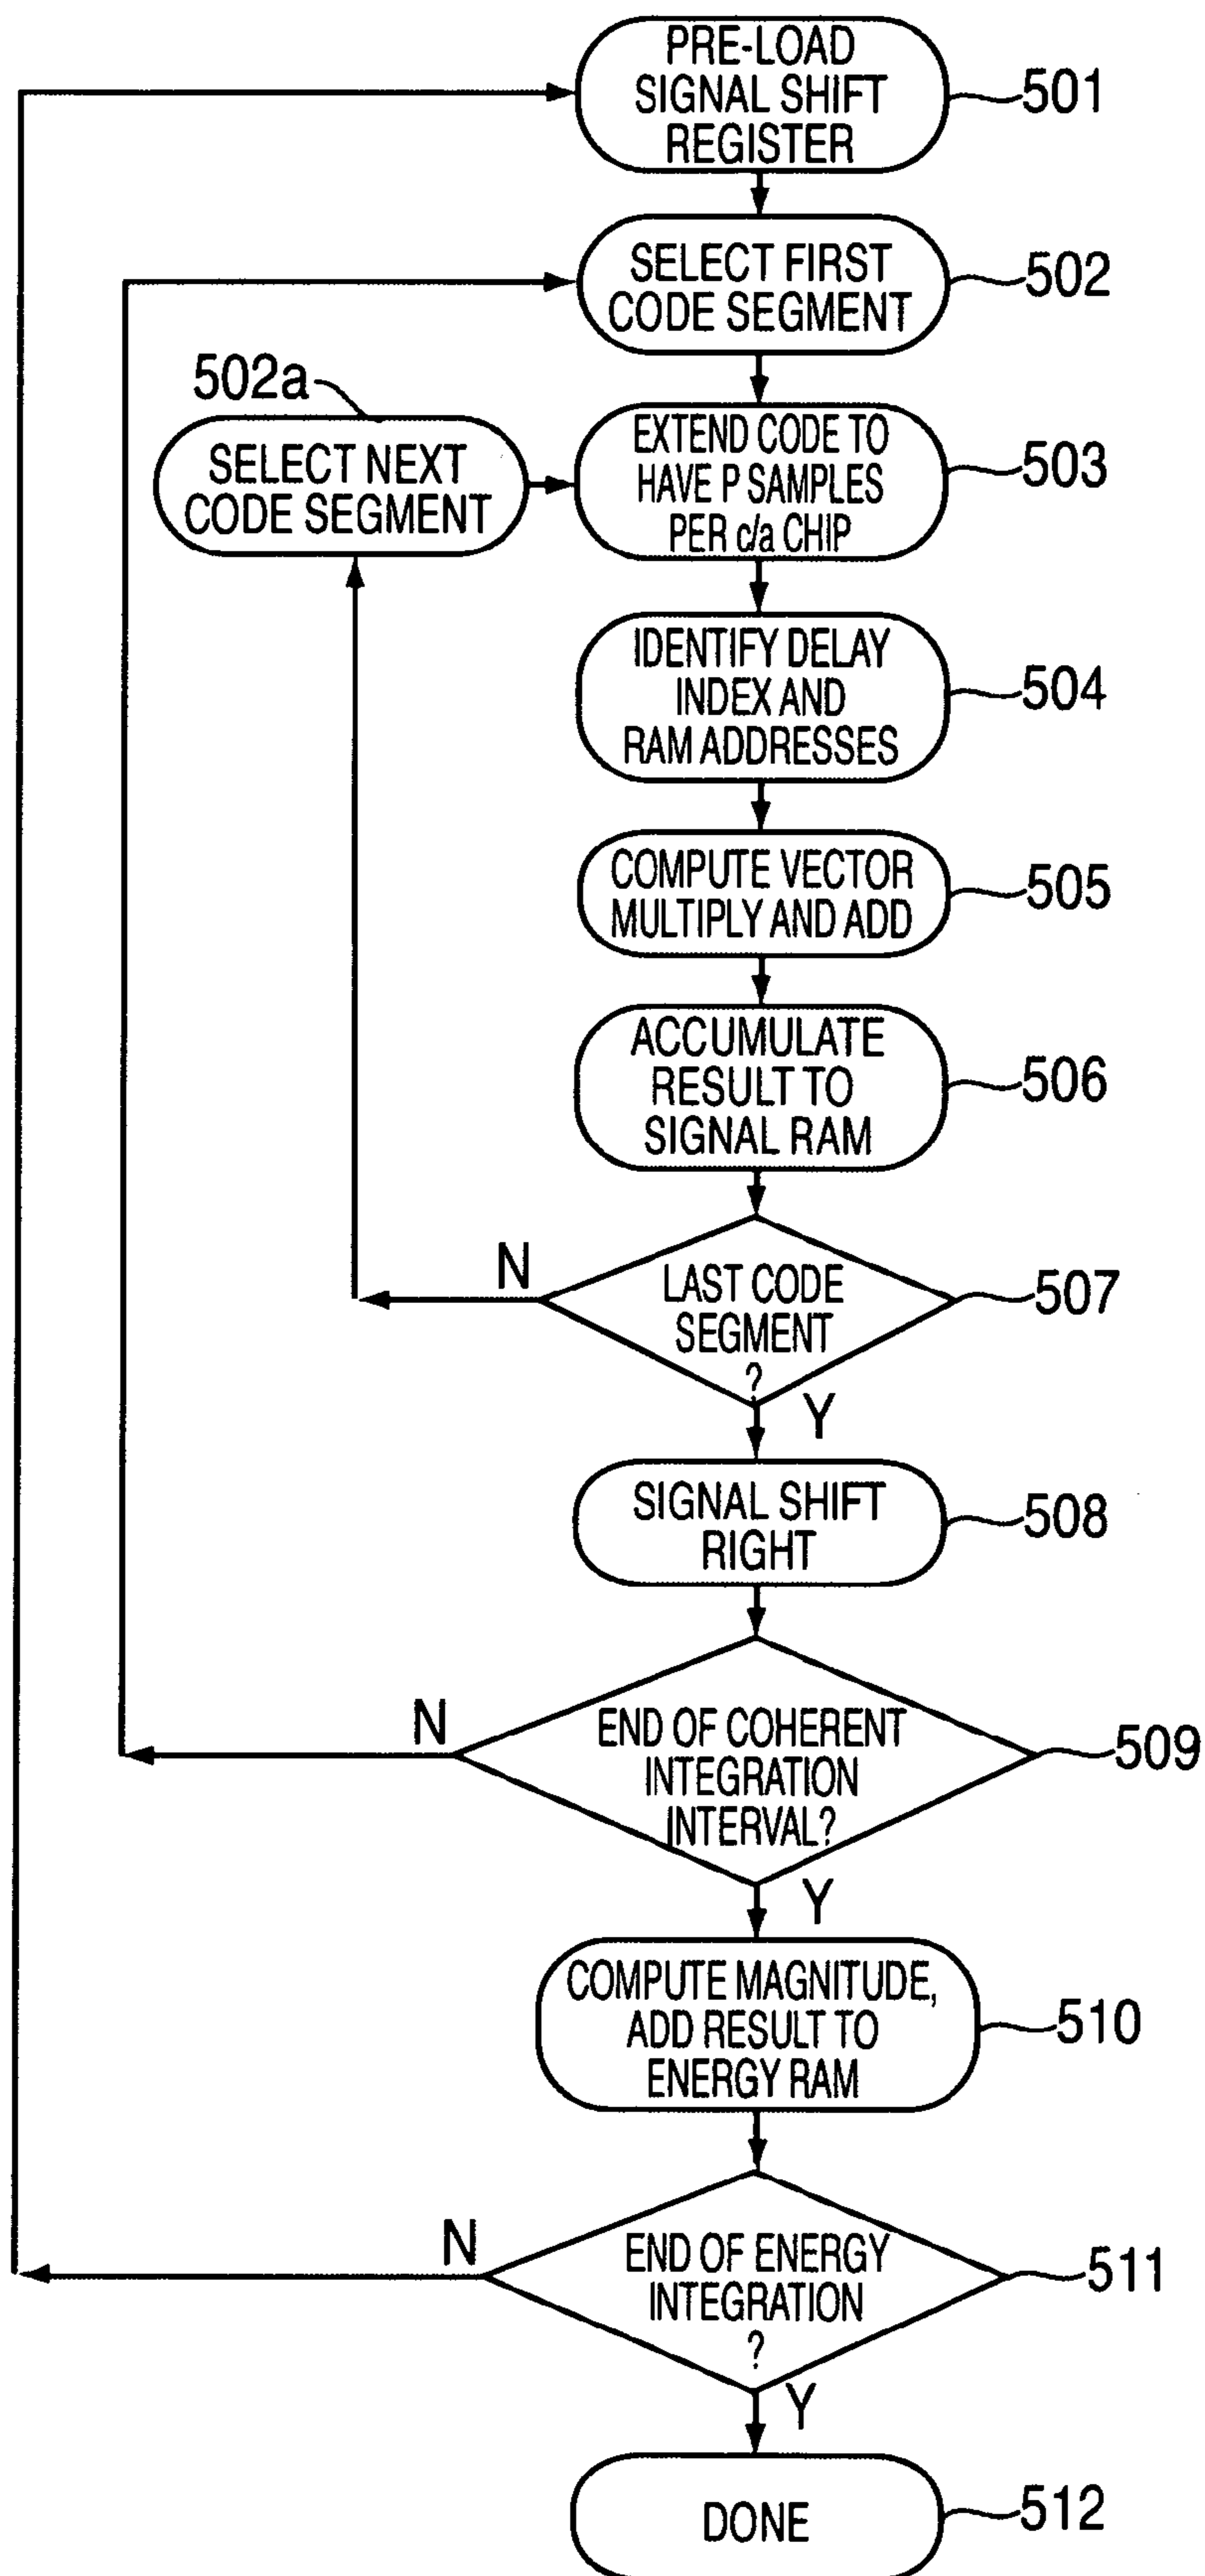 PRE-LOAD
SIGNAL SHIFT
REGISTER
501
SELECT FIRST
CODE SEGMENT
502
502a
SELECT NEXT
CODE SEGMENT
EXTEND CODE TO
HAVE P SAMPLES
PER c/a CHIP
503
IDENTIFY DELAY
INDEX AND
RAM ADDRESSES
504
COMPUTE VECTOR
MULTIPLY AND ADD
505
ACCUMULATE
RESULT TO
SIGNAL RAM
506
N
LAST CODE
SEGMENT
?
507
Y
SIGNAL SHIFT
RIGHT
508
N
END OF COHERENT
INTEGRATION
INTERVAL?
509
Y
COMPUTE MAGNITUDE,
ADD RESULT TO
ENERGY RAM
510
N
END OF ENERGY
INTEGRATION
?
511
Y
DONE
512